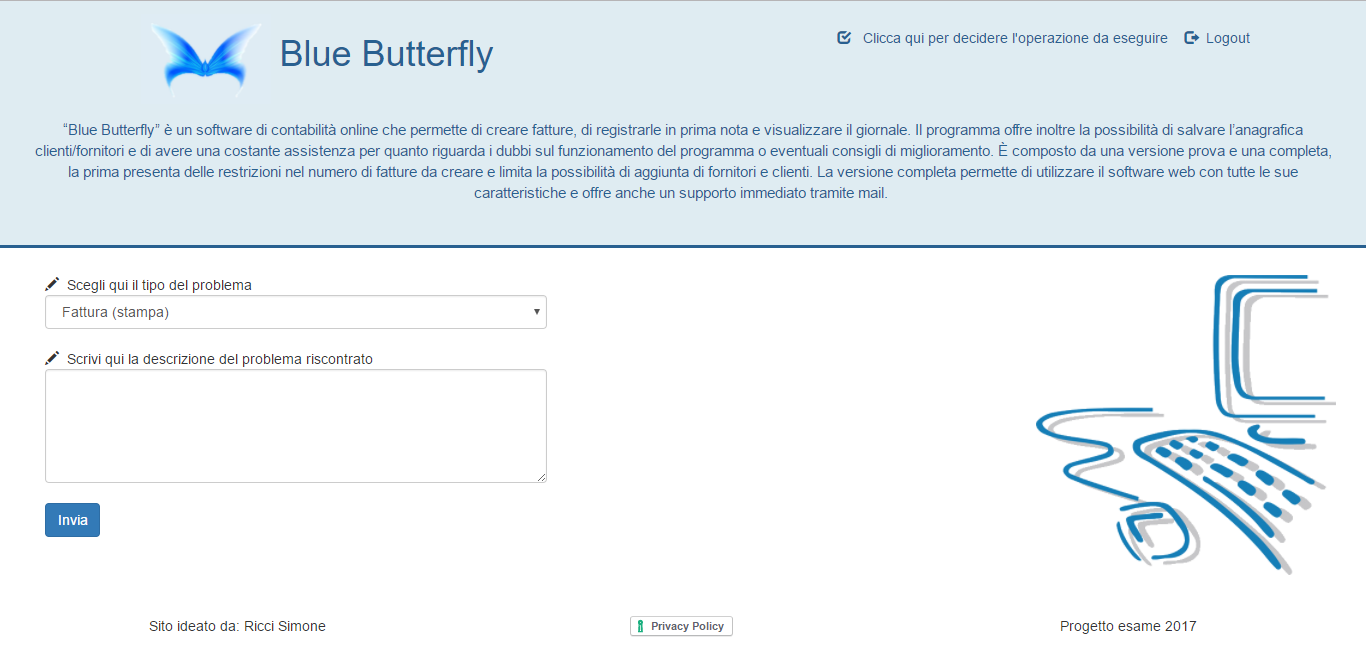 Blue Butterfly
Clicca qui per decidere l'operazione da eseguire
Logout
“Blue Butterfly” è un software di contabilità online che permette di creare fatture, di registrarle in prima nota e visualizzare il giornale. Il programma offre inoltre la possibilità di salvare l’anagrafica
clienti/fornitori e di avere una costante assistenza per quanto riguarda i dubbi sul funzionamento del programma o eventuali consigli di miglioramento. È composto da una versione prova e una completa,
la prima presenta delle restrizioni nel numero di fatture da creare e limita la possibilità di aggiunta di fornitori e clienti. La versione completa permette di utilizzare il software web con tutte le sue
caratteristiche e offre anche un supporto immediato tramite mail.
Scegli qui il tipo del problema
Fattura (stampa)
Scrivi qui la descrizione del problema riscontrato
Invia
Sito ideato da: Ricci Simone
Privacy Policy
Progetto esame 2017